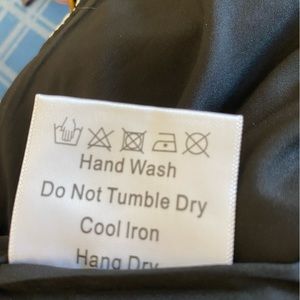 Hand Wash
Do Not Tumble Dry
Cool Iron
Hang Dry